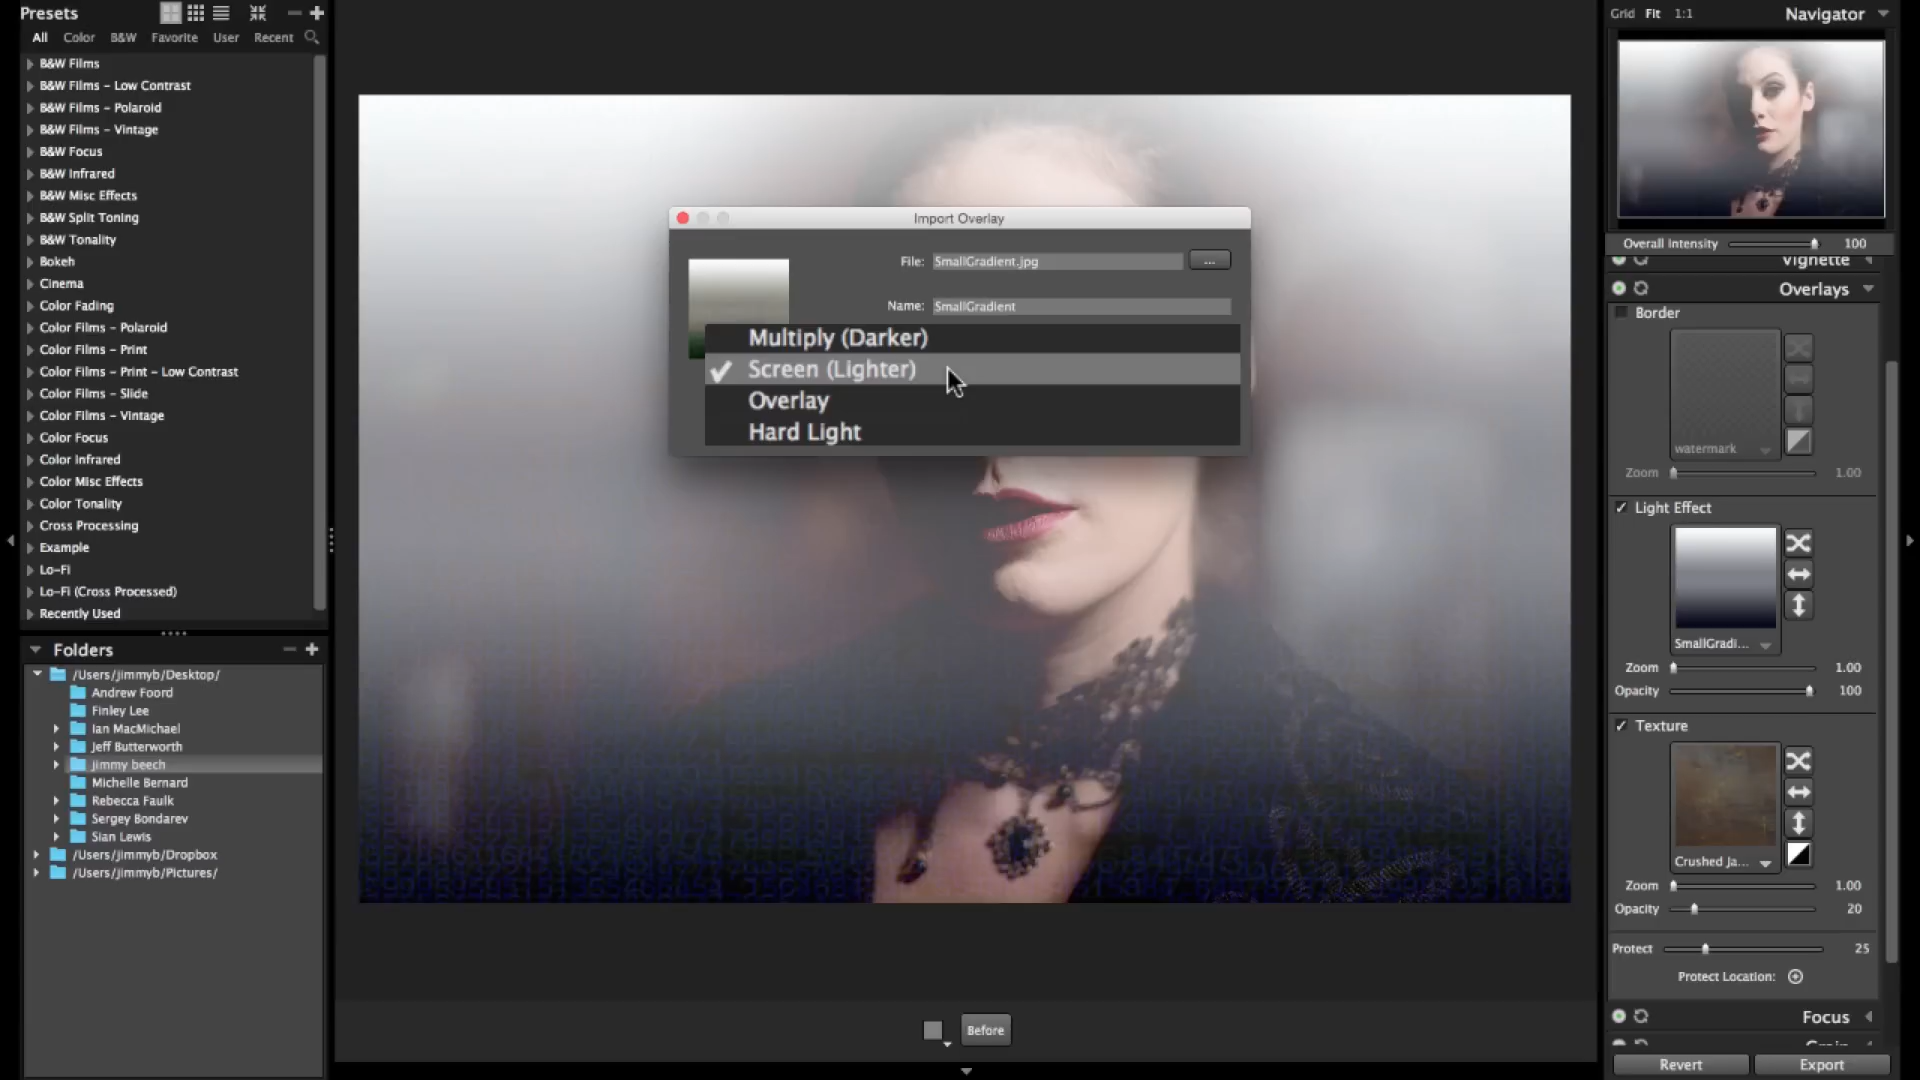 Presets
All Color B&W Favorite User Recent
B&W Films
B&W Films - Low Contrast
B&W Films - Polaroid
B&W Films - Vintage
B&W Focus
B&W Infrared
B&W Misc Effects
B&W Split Toning
B&W Tonality
Bokeh
Cinema
Color Fading
Color Films - Polaroid
Color Films - Print
Color Films - Print - Low Contrast
Color Films - Slide
Color Films - Vintage
Color Focus
Color Infrared
Color Misc Effects
Color Tonality
Cross Processing
Example
Lo-Fi
Lo-Fi (Cross Processed)
Recently Used
Folders
/Users/jimmyb/Desktop/
Andrew Foord
Finley Lee
Ian MacMichael
Jeff Butterworth
jimmy beech
Michelle Bernard
Rebecca Faulk
Sergey Bondarev
Sian Lewis
/Users/jimmyb/Dropbox
/Users/jimmyb/Pictures/
Import Overlay
File: SmallGradient.jpg ...
Name: SmallGradient
Multiply (Darker)
Screen (Lighter)
Overlay
Hard Light
Before
Grid Fit 1:1 Navigator
Overall Intensity 100
Vignette
Overlays
Border
watermark
Zoom 1.00
Light Effect
SmallGradi...
Zoom 1.00
Opacity 100
Texture
Crushed Ja...
Zoom 1.00
Opacity 20
Protect 25
Protect Location:
Focus
Revert Export